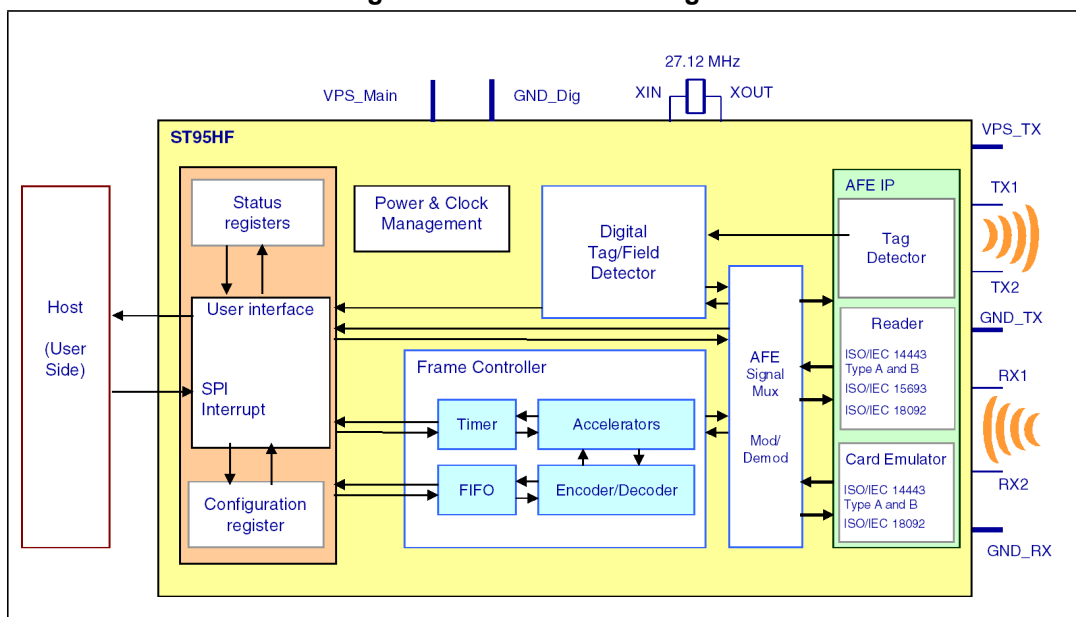 27.12 MHz
VPS_Main
GND_Dig
XIN
XOUT
ST95HF
VPS_TX
Host
(User
Side)
Status
registers
User interface
SPI
Interrupt
Configuration
register
Power & Clock
Management
Digital
Tag/Field
Detector
Frame Controller
Timer
Accelerators
FIFO
Encoder/Decoder
AFE
Signal
Mux
Mod/
Demod
AFE IP
Tag
Detector
Reader
ISO/IEC 14443
Type A and B
ISO/IEC 15693
ISO/IEC 18092
Card Emulator
ISO/IEC 14443
Type A and B
ISO/IEC 18092
TX1
TX2
GND_TX
RX1
RX2
GND_RX